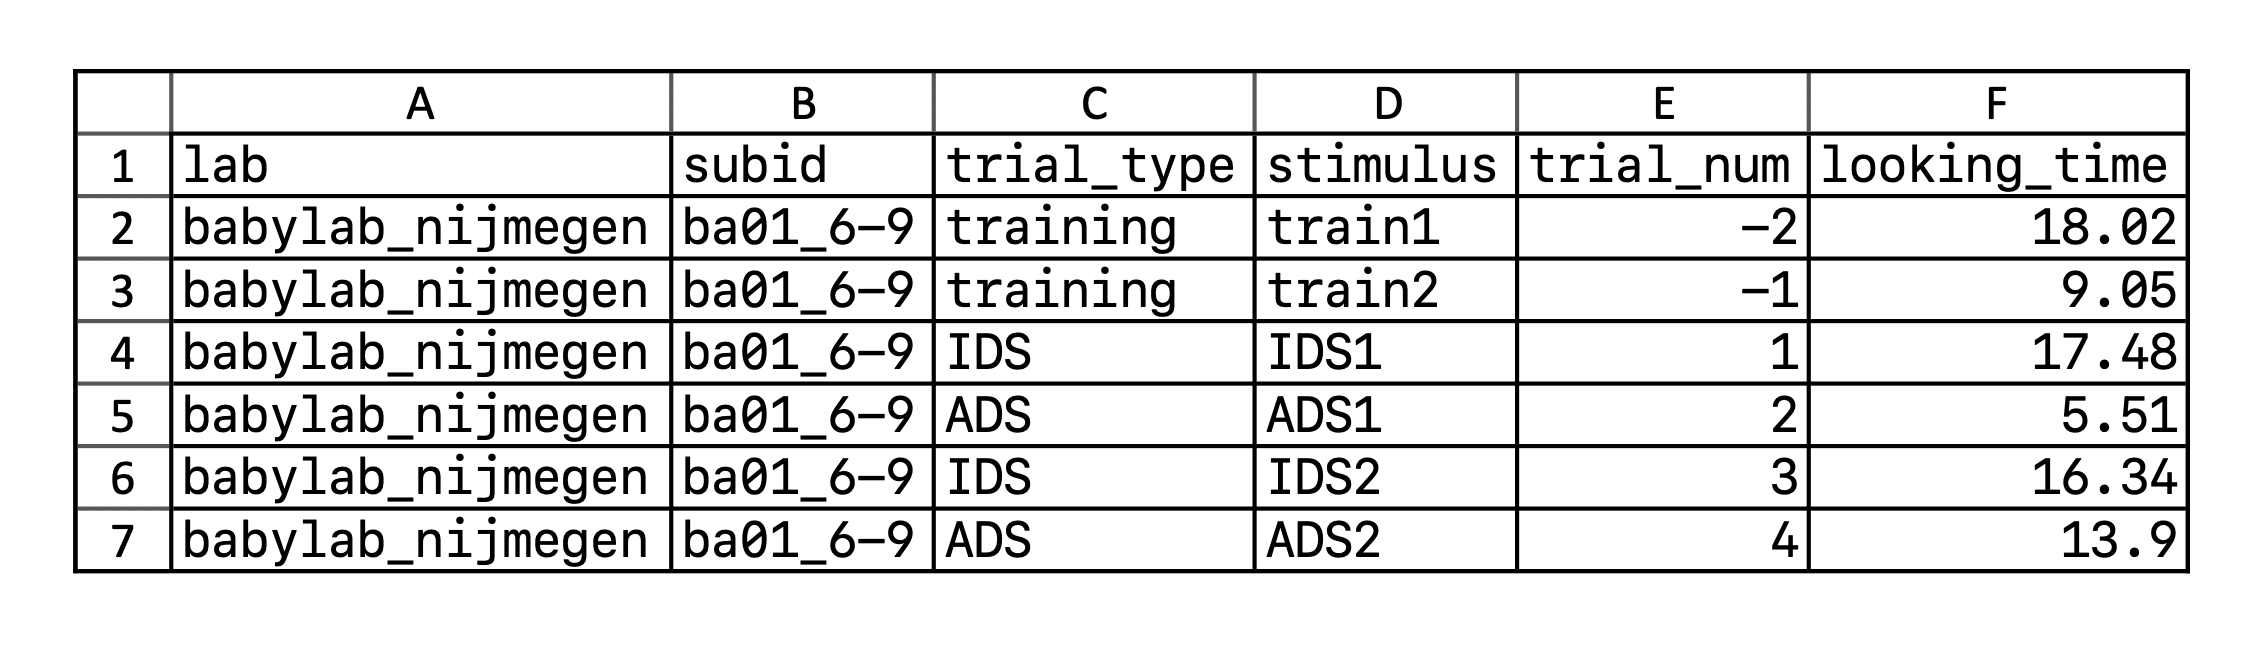 A B C D E F
1 lab subid trial_type stimulus trial_num looking_time
2 babylab_nijmegen ba01_6-9 training train1 -2 18.02
3 babylab_nijmegen ba01_6-9 training train2 -1 9.05
4 babylab_nijmegen ba01_6-9 IDS IDS1 1 17.48
5 babylab_nijmegen ba01_6-9 ADS ADS1 2 5.51
6 babylab_nijmegen ba01_6-9 IDS IDS2 3 16.34
7 babylab_nijmegen ba01_6-9 ADS ADS2 4 13.9